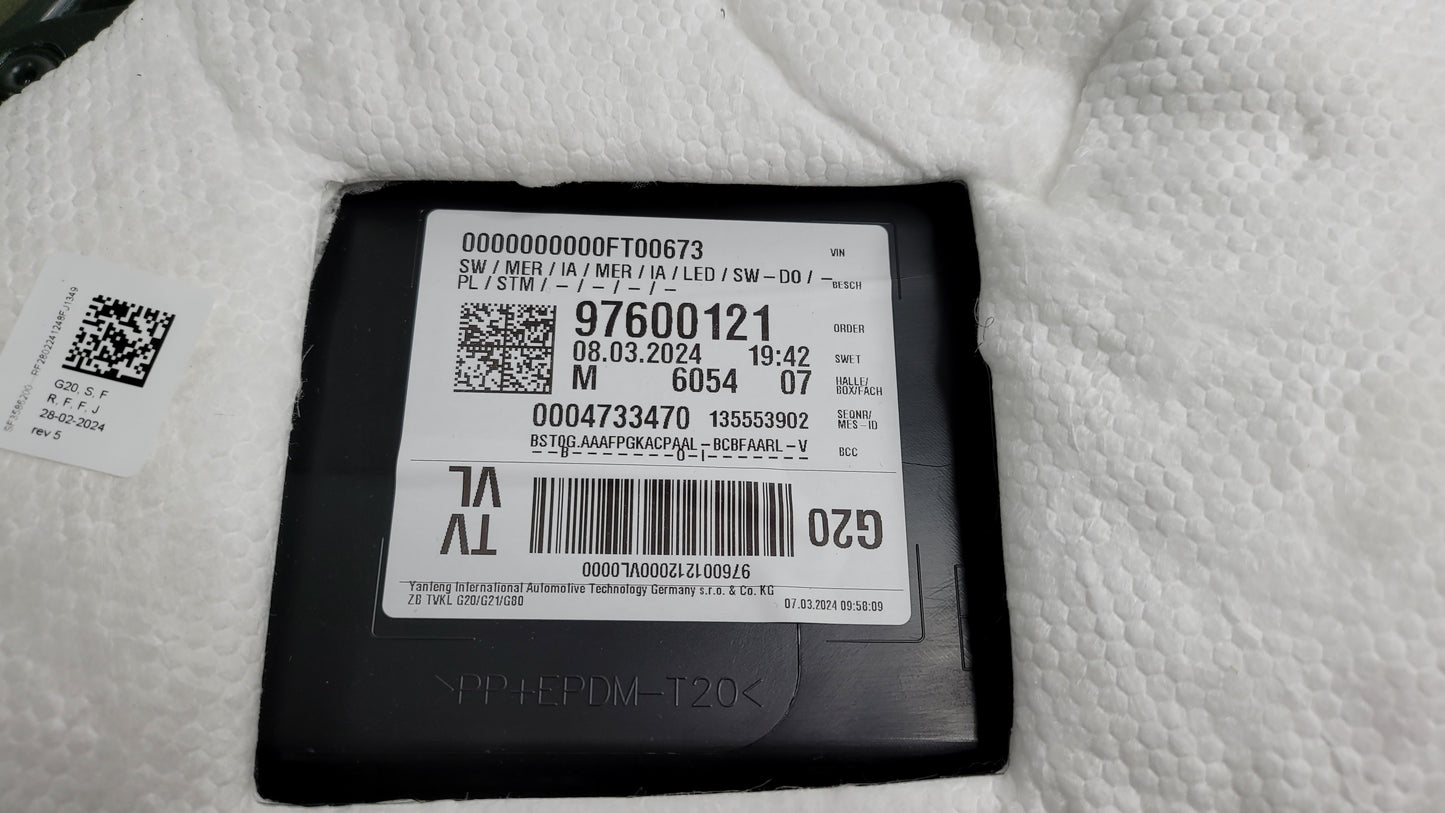 0000000000FT00673 VIN
SW / MER / IA / MER / IA / LED / SW – DO / – BESCH
PL / STM / – / – / – / –
97600121 ORDER
08.03.2024 19:42 SWET
M 6054 07 HALLE/
BOX/FACH
0004733470 135553902 SEQNR/
MES-ID
BSTQG.AAAFPGKACPAAL–BCBFAARL–V BCC
––B–––––––O–I–––––––
TV
VL
G20
976001212000VL0000
Yanfeng International Automotive Technology Germany s.r.o. & Co. KG
ZB TVKL G20/G21/G80 07.03.2024 09:58:09
>PP+EPDM–T20<
G20, S, F
R, F, F, J
28-02-2024
rev 5